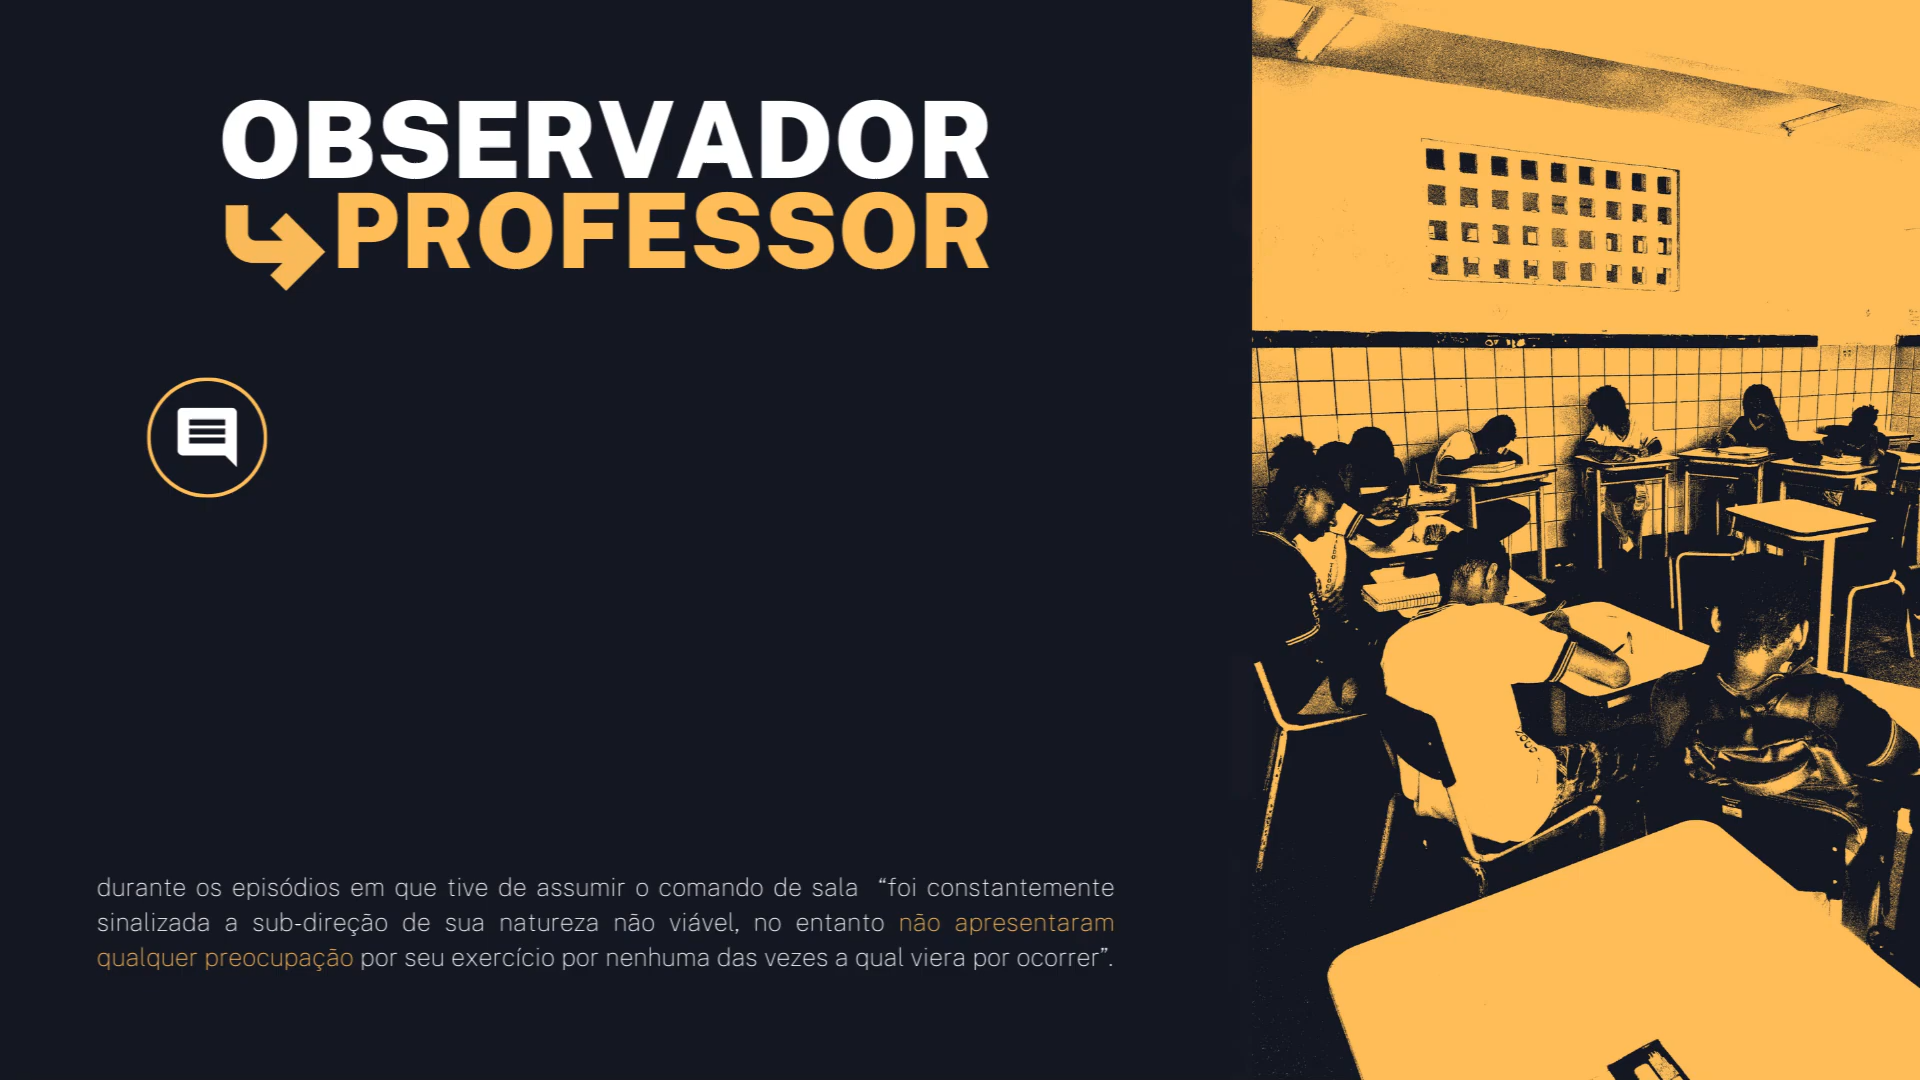 OBSERVADOR
PROFESSOR
durante os episódios em que tive de assumir o comando de sala “foi constantemente
sinalizada a sub-direção de sua natureza não viável, no entanto não apresentaram
qualquer preocupação por seu exercício por nenhuma das vezes a qual viera por ocorrer”.